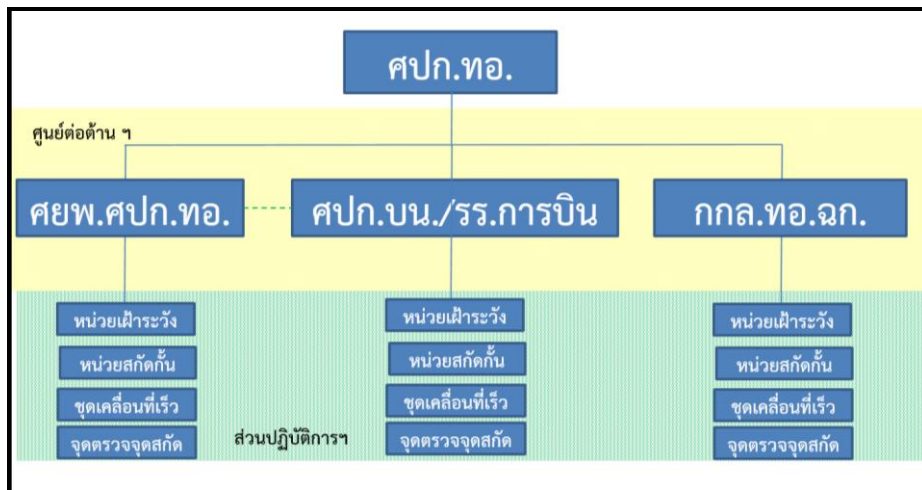 ศปก.ทอ.
ศูนย์ต่อต้าน ฯ
ศยพ.ศปก.ทอ.
ศปก.บน./รร.การบิน
กกล.ทอ.ฉก.
หน่วยเฝ้าระวัง
หน่วยสกัดกั้น
ชุดเคลื่อนที่เร็ว
จุดตรวจจุดสกัด
หน่วยเฝ้าระวัง
หน่วยสกัดกั้น
ชุดเคลื่อนที่เร็ว
จุดตรวจจุดสกัด
หน่วยเฝ้าระวัง
หน่วยสกัดกั้น
ชุดเคลื่อนที่เร็ว
จุดตรวจจุดสกัด
ส่วนปฏิบัติการฯ